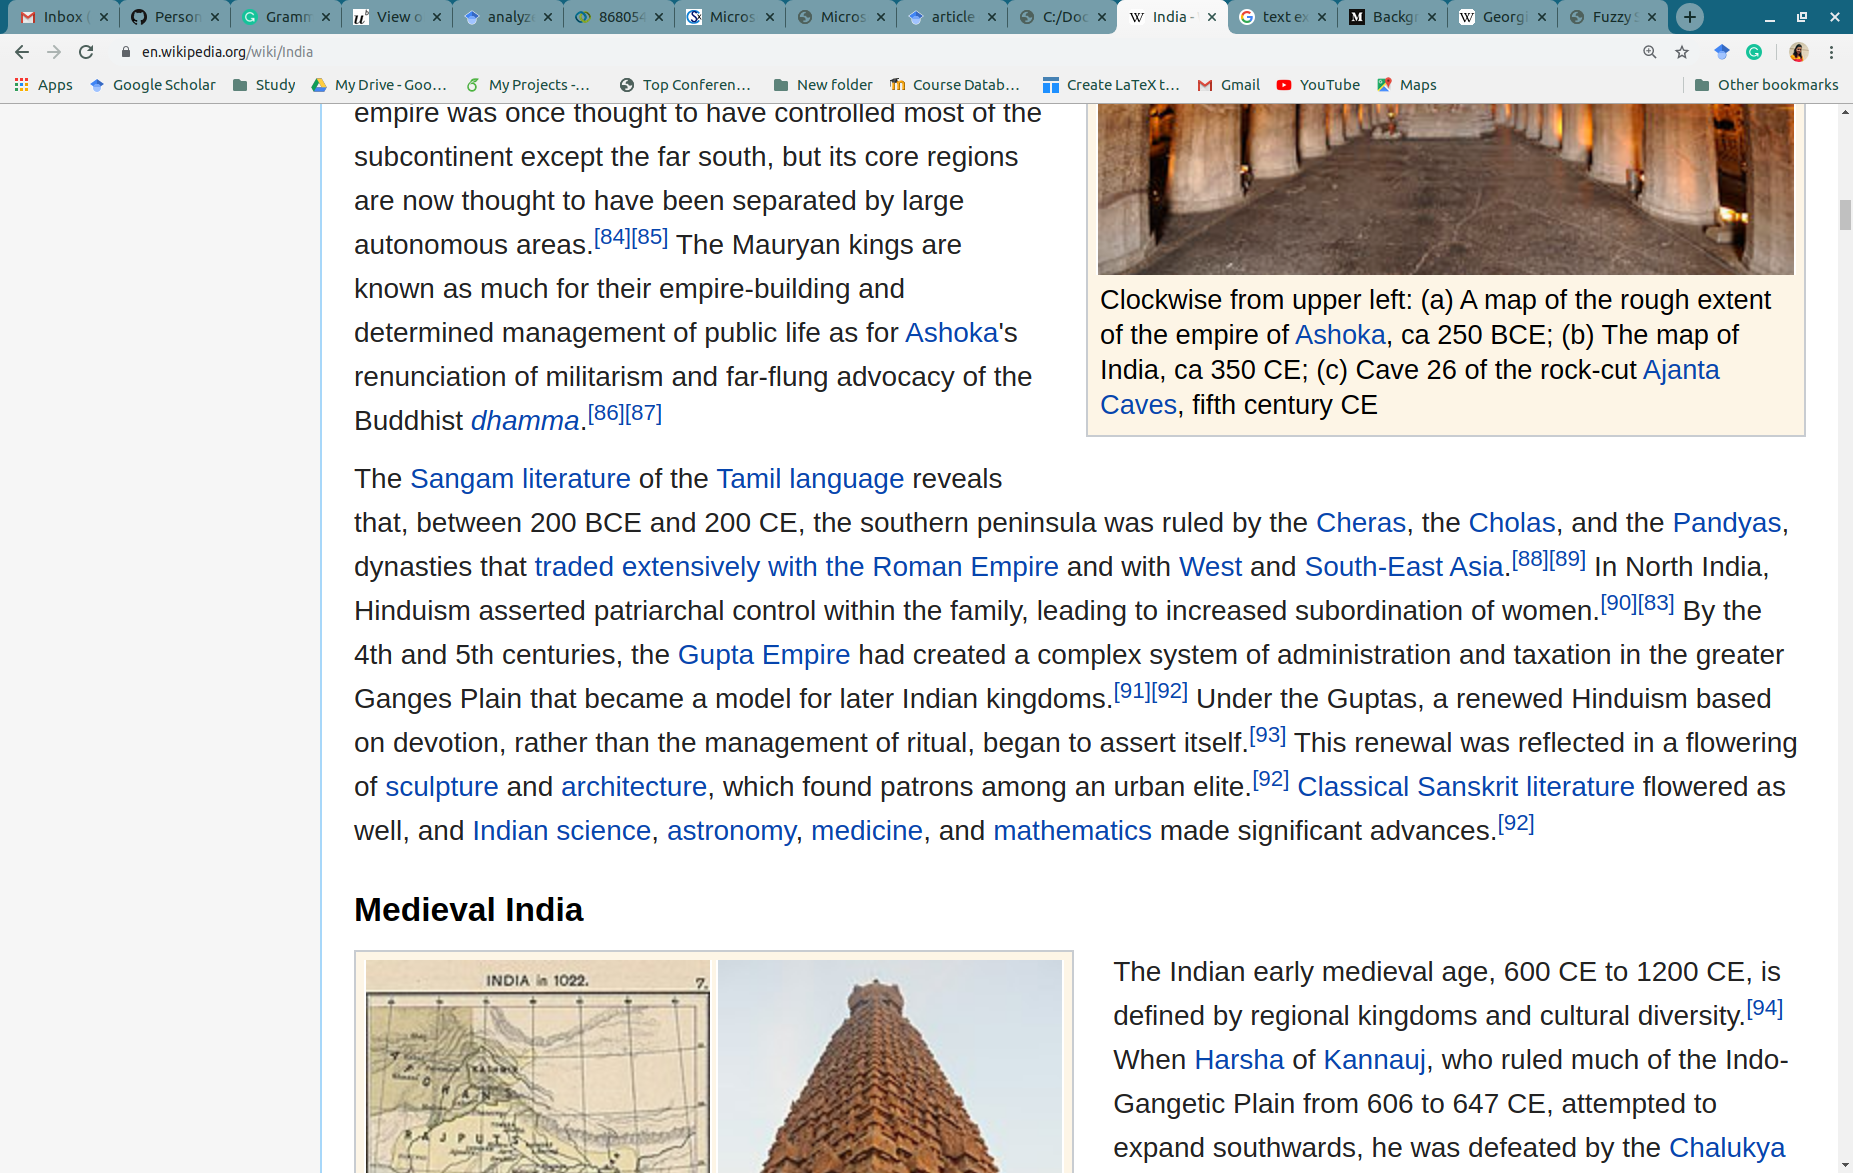 Inbox (
Person
Gramm
View o
analyze
868054
Micros
Micros
article
C:/Doc
India -
text ex
Backgr
Georgi
Fuzzy S
en.wikipedia.org/wiki/India
Apps
Google Scholar
Study
My Drive - Goo...
My Projects -...
Top Conferen...
New folder
Course Datab...
Create LaTeX t...
Gmail
YouTube
Maps
Other bookmarks
empire was once thought to have controlled most of the
subcontinent except the far south, but its core regions
are now thought to have been separated by large
autonomous areas.[84][85] The Mauryan kings are
known as much for their empire-building and
determined management of public life as for Ashoka's
renunciation of militarism and far-flung advocacy of the
Buddhist dhamma.[86][87]
Clockwise from upper left: (a) A map of the rough extent
of the empire of Ashoka, ca 250 BCE; (b) The map of
India, ca 350 CE; (c) Cave 26 of the rock-cut Ajanta
Caves, fifth century CE
The Sangam literature of the Tamil language reveals
that, between 200 BCE and 200 CE, the southern peninsula was ruled by the Cheras, the Cholas, and the Pandyas,
dynasties that traded extensively with the Roman Empire and with West and South-East Asia.[88][89] In North India,
Hinduism asserted patriarchal control within the family, leading to increased subordination of women.[90][83] By the
4th and 5th centuries, the Gupta Empire had created a complex system of administration and taxation in the greater
Ganges Plain that became a model for later Indian kingdoms.[91][92] Under the Guptas, a renewed Hinduism based
on devotion, rather than the management of ritual, began to assert itself.[93] This renewal was reflected in a flowering
of sculpture and architecture, which found patrons among an urban elite.[92] Classical Sanskrit literature flowered as
well, and Indian science, astronomy, medicine, and mathematics made significant advances.[92]
Medieval India
INDIA in 1022.
7.
KASHMIR
RAJPUTS
The Indian early medieval age, 600 CE to 1200 CE, is
defined by regional kingdoms and cultural diversity.[94]
When Harsha of Kannauj, who ruled much of the Indo-
Gangetic Plain from 606 to 647 CE, attempted to
expand southwards, he was defeated by the Chalukya